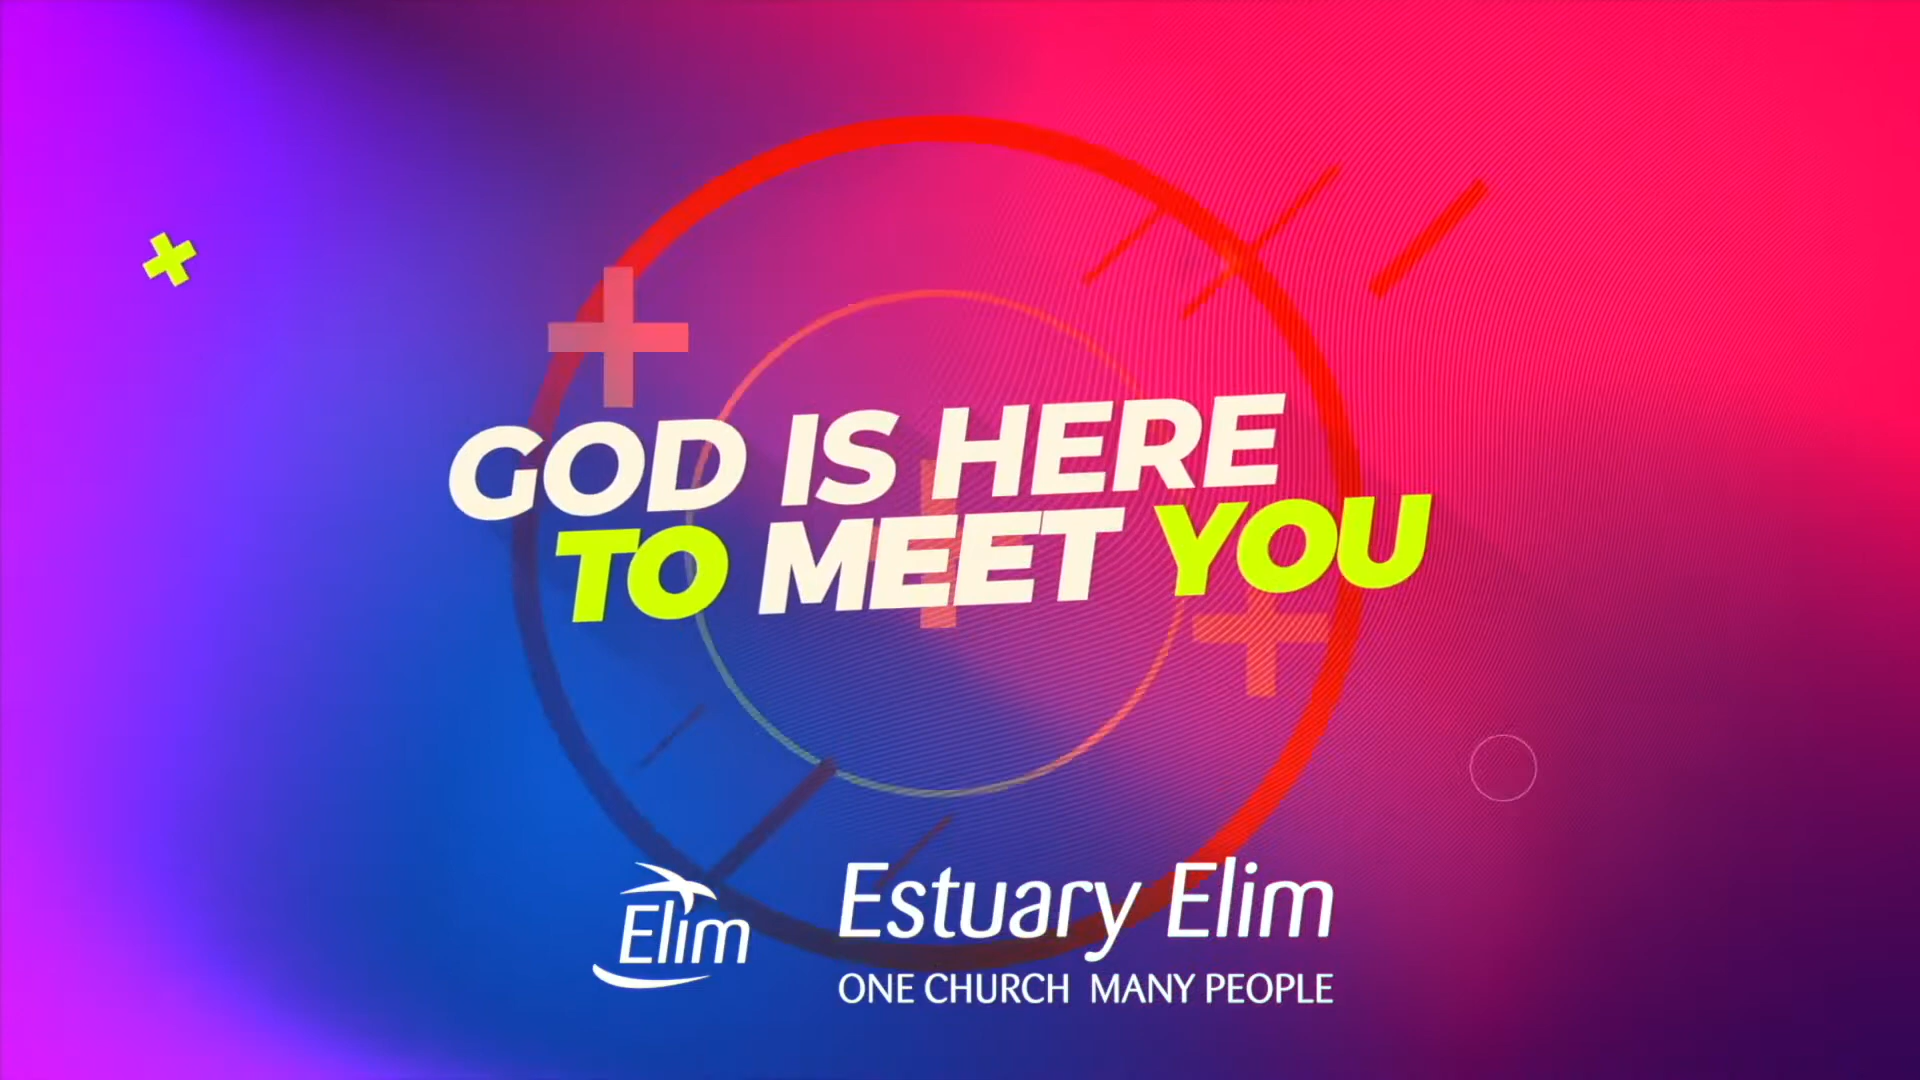 GOD IS HERE
TO MEET YOU
Elim
Estuary Elim
ONE CHURCH MANY PEOPLE